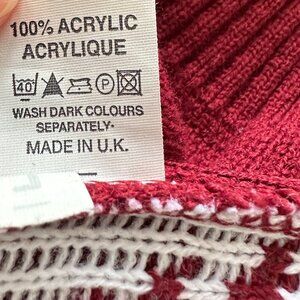 100% ACRYLIC
ACRYLIQUE
40° P
WASH DARK COLOURS
SEPARATELY·
MADE IN U.K.